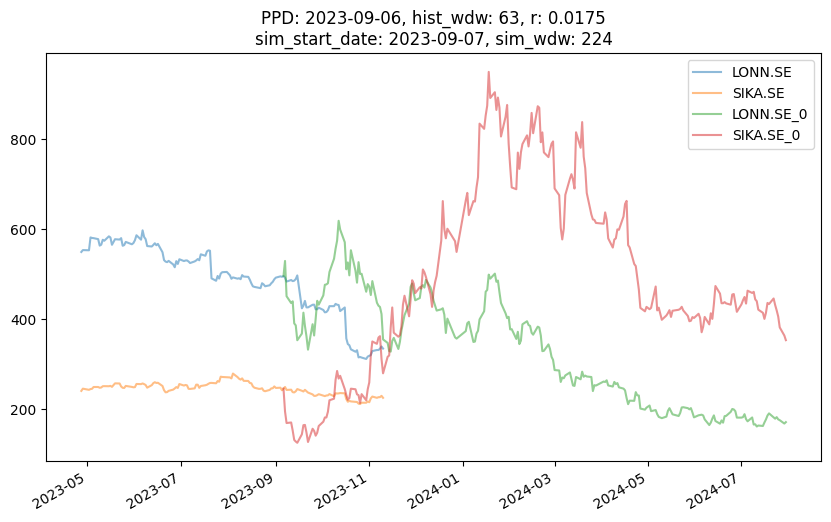 PPD: 2023-09-06, hist_wdw: 63, r: 0.0175
sim_start_date: 2023-09-07, sim_wdw: 224
LONN.SE
SIKA.SE
LONN.SE_0
SIKA.SE_0
800
600
400
200
2023-05
2023-07
2023-09
2023-11
2024-01
2024-03
2024-05
2024-07